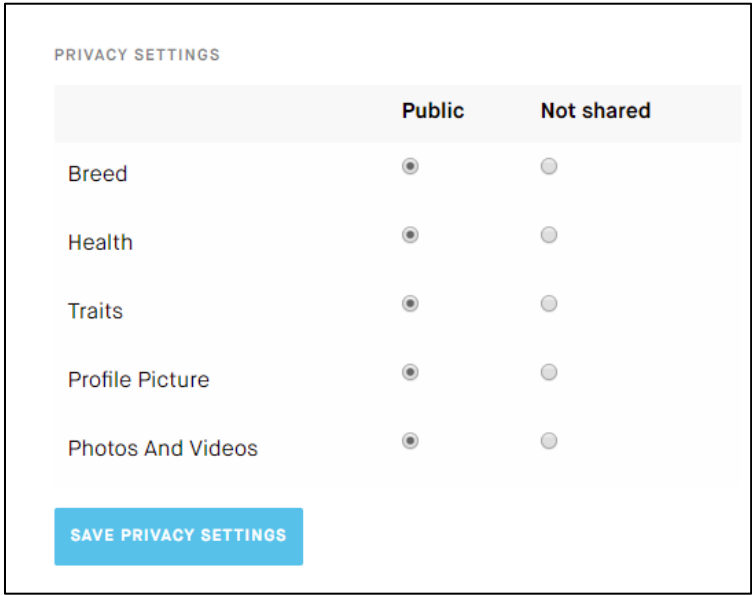 PRIVACY SETTINGS
Public Not shared
Breed
Health
Traits
Profile Picture
Photos And Videos
SAVE PRIVACY SETTINGS